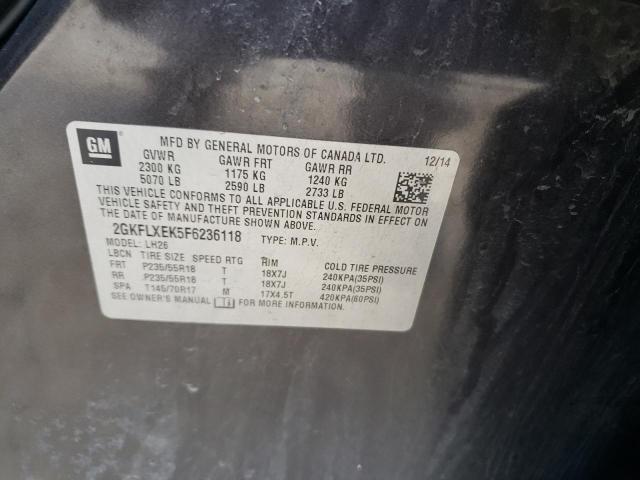 GM
MFD BY GENERAL MOTORS OF CANADA LTD. 12/14
GVWR GAWR FRT GAWR RR
2300 KG 1175 KG 1240 KG
5070 LB 2590 LB 2733 LB
THIS VEHICLE CONFORMS TO ALL APPLICABLE U.S. FEDERAL MOTOR
VEHICLE SAFETY AND THEFT PREVENTION STANDARDS IN EFFECT ON
THE DATE OF MANUFACTURE SHOWN ABOVE.
2GKFLXEK5F6236118 TYPE: M.P.V.
MODEL: LH26
LBCN TIRE SIZE SPEED RTG RIM COLD TIRE PRESSURE
FRT P235/55R18 T 18X7J 240KPA(35PSI)
RR P235/55R18 T 18X7J 240KPA(35PSI)
SPA T145/70R17 M 17X4.5T 420KPA(60PSI)
SEE OWNER'S MANUAL FOR MORE INFORMATION.